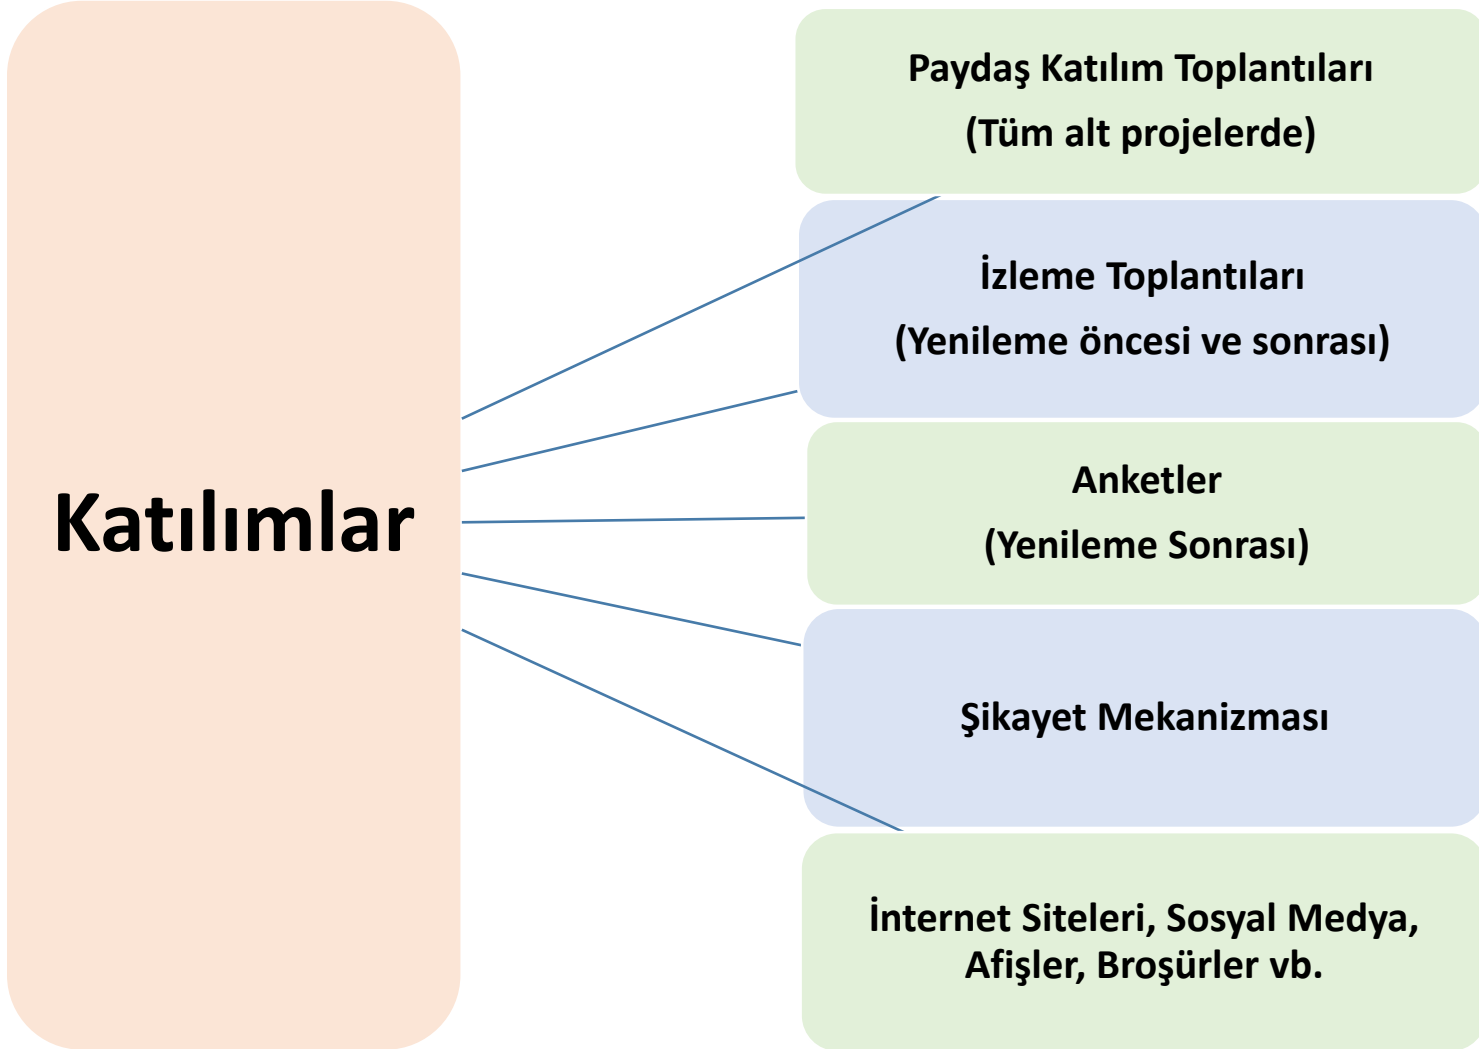 Katılımlar
Paydaş Katılım Toplantıları
(Tüm alt projelerde)
İzleme Toplantıları
(Yenileme öncesi ve sonrası)
Anketler
(Yenileme Sonrası)
Şikayet Mekanizması
İnternet Siteleri, Sosyal Medya,
Afişler, Broşürler vb.